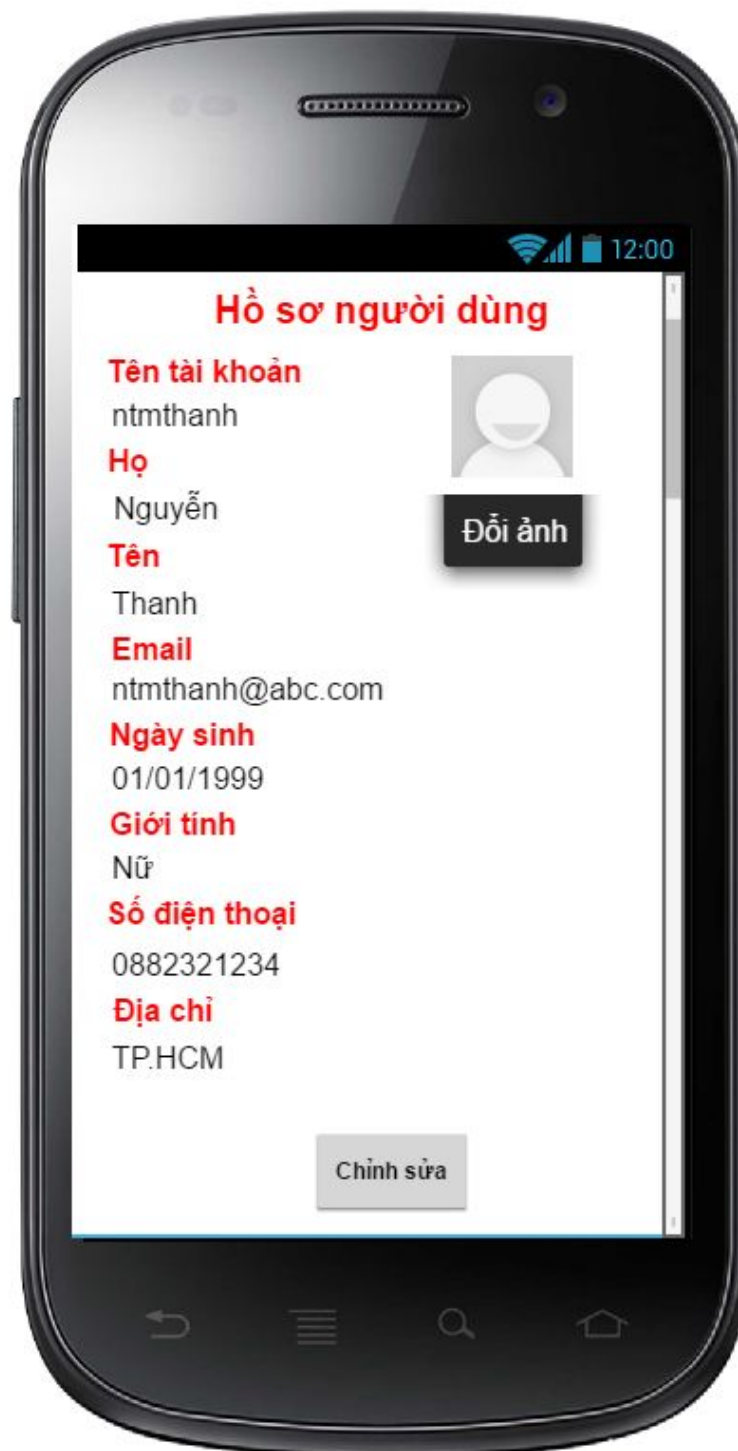 12:00
Hồ sơ người dùng
Tên tài khoản
ntmthanh
Họ
Nguyễn
Đổi ảnh
Tên
Thanh
Email
ntmthanh@abc.com
Ngày sinh
01/01/1999
Giới tính
Nữ
Số điện thoại
0882321234
Địa chỉ
TP.HCM
Chỉnh sửa